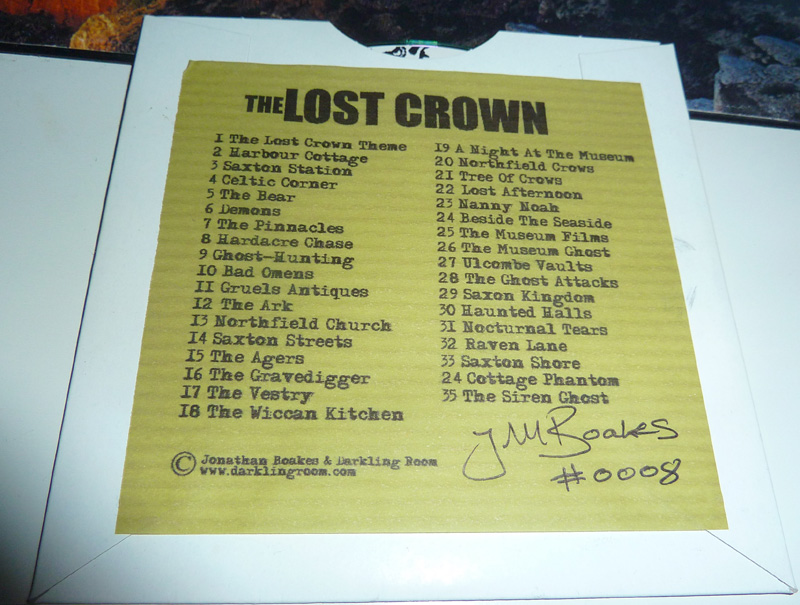 THE LOST CROWN
1 The Lost Crown Theme
2 Harbour Cottage
3 Saxton Station
4 Celtic Corner
5 The Bear
6 Demons
7 The Pinnacles
8 Hardacre Chase
9 Ghost-Hunting
10 Bad Omens
11 Gruels Antiques
12 The Ark
13 Northfield Church
14 Saxton Streets
15 The Agers
16 The Gravedigger
17 The Vestry
18 The Wiccan Kitchen
19 A Night At The Museum
20 Northfield Crows
21 Tree Of Crows
22 Lost Afternoon
23 Nanny Noah
24 Beside The Seaside
25 The Museum Films
26 The Museum Ghost
27 Ulcombe Vaults
28 The Ghost Attacks
29 Saxon Kingdom
30 Haunted Halls
31 Nocturnal Tears
32 Raven Lane
33 Saxton Shore
24 Cottage Phantom
35 The Siren Ghost
JMBoakes
#0008
© Jonathan Boakes & Darkling Room
www.darklingroom.com